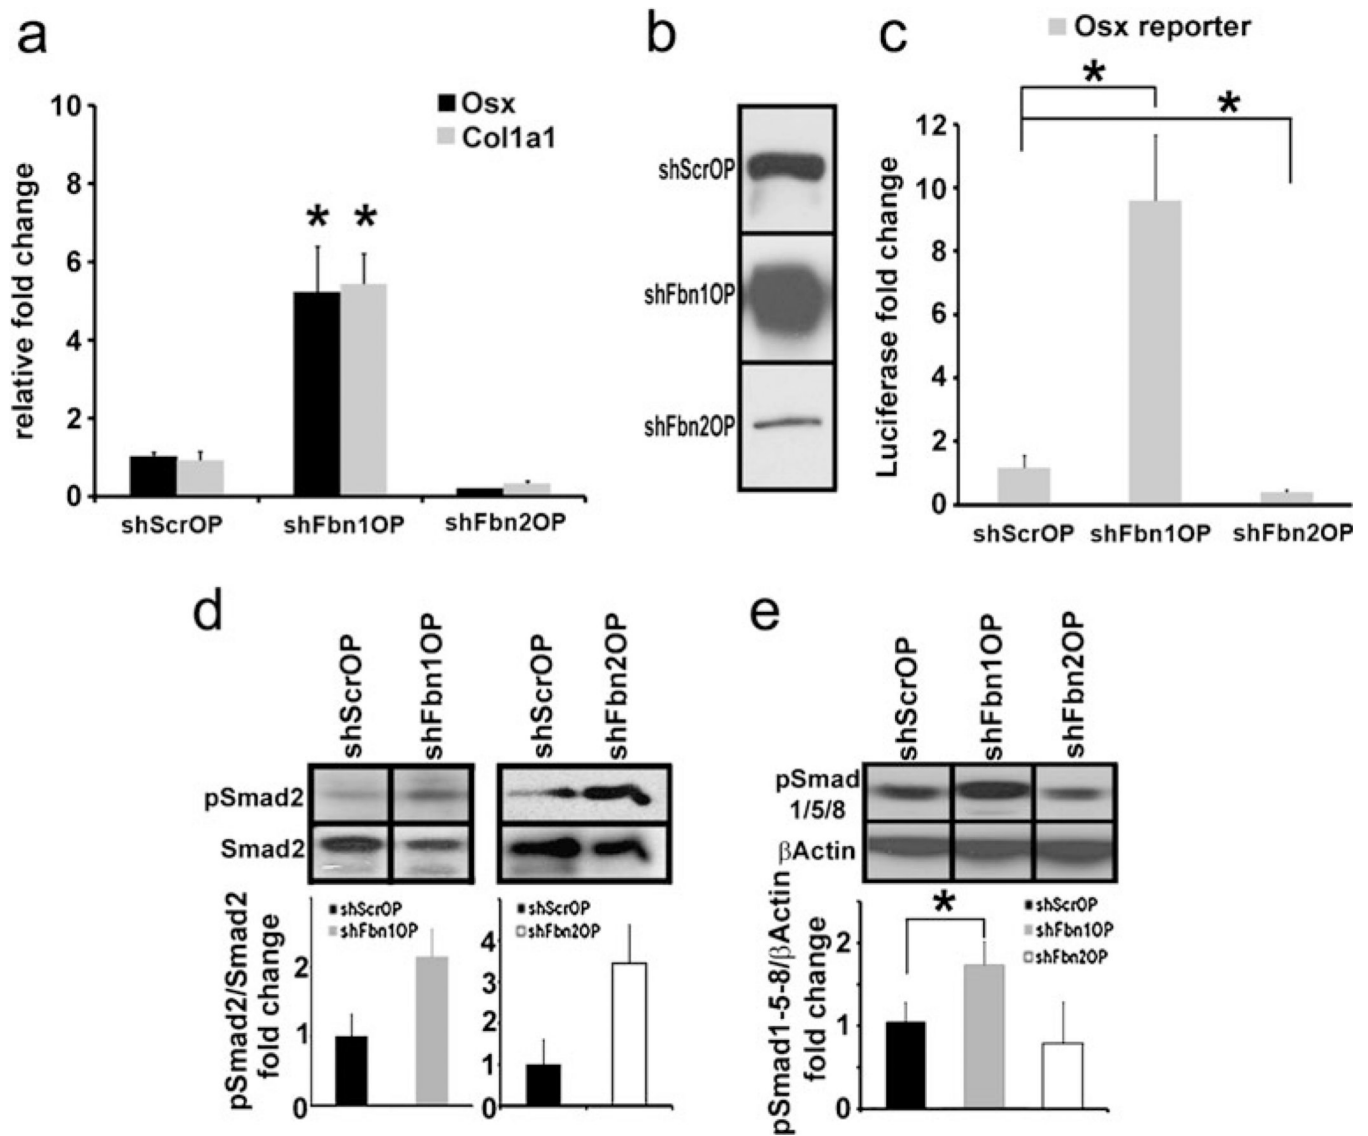 a
Osx
Col1a1
relative fold change
10
8
6
4
2
0
* *
shScrOP shFbn1OP shFbn2OP
b
shScrOP
shFbn1OP
shFbn2OP
c
Osx reporter
*
*
Luciferase fold change
12
10
8
6
4
2
0
shScrOP shFbn1OP shFbn2OP
d
shScrOP shFbn1OP shScrOP shFbn2OP
pSmad2
Smad2
pSmad2/Smad2
fold change
shScrOP
shFbn1OP
2
1
0
shScrOP
shFbn2OP
4
3
2
1
0
e
shScrOP shFbn1OP shFbn2OP
pSmad
1/5/8
βActin
pSmad1-5-8/βActin
fold change
*
shScrOP
shFbn1OP
shFbn2OP
2
1
0